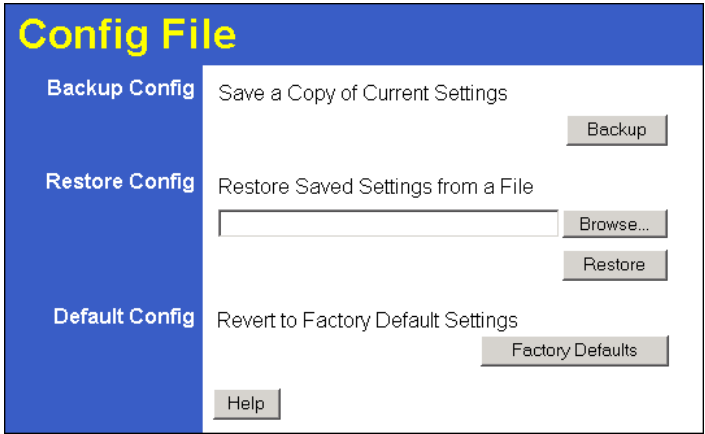 Config File
Backup Config
Save a Copy of Current Settings
Backup
Restore Config
Restore Saved Settings from a File
Browse...
Restore
Default Config
Revert to Factory Default Settings
Factory Defaults
Help